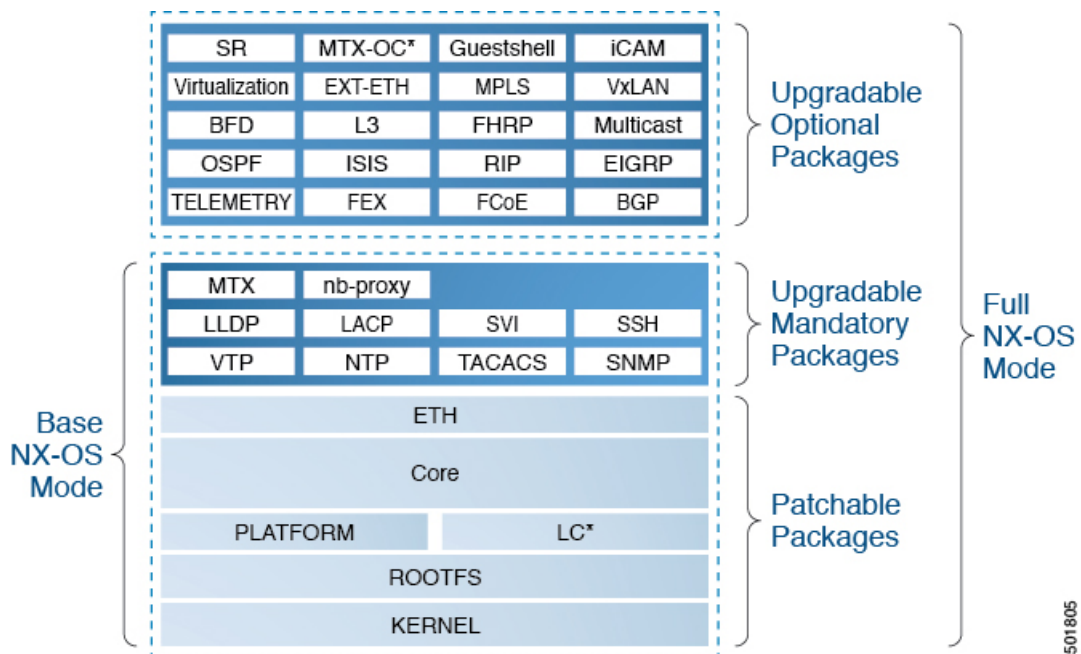 SR MTX-OC* Guestshell iCAM
Virtualization EXT-ETH MPLS VxLAN
BFD L3 FHRP Multicast
OSPF ISIS RIP EIGRP
TELEMETRY FEX FCoE BGP
Upgradable
Optional
Packages
MTX nb-proxy
LLDP LACP SVI SSH
VTP NTP TACACS SNMP
Upgradable
Mandatory
Packages
Full
NX-OS
Mode
Base
NX-OS
Mode
ETH
Core
PLATFORM LC*
ROOTFS
KERNEL
Patchable
Packages
501805